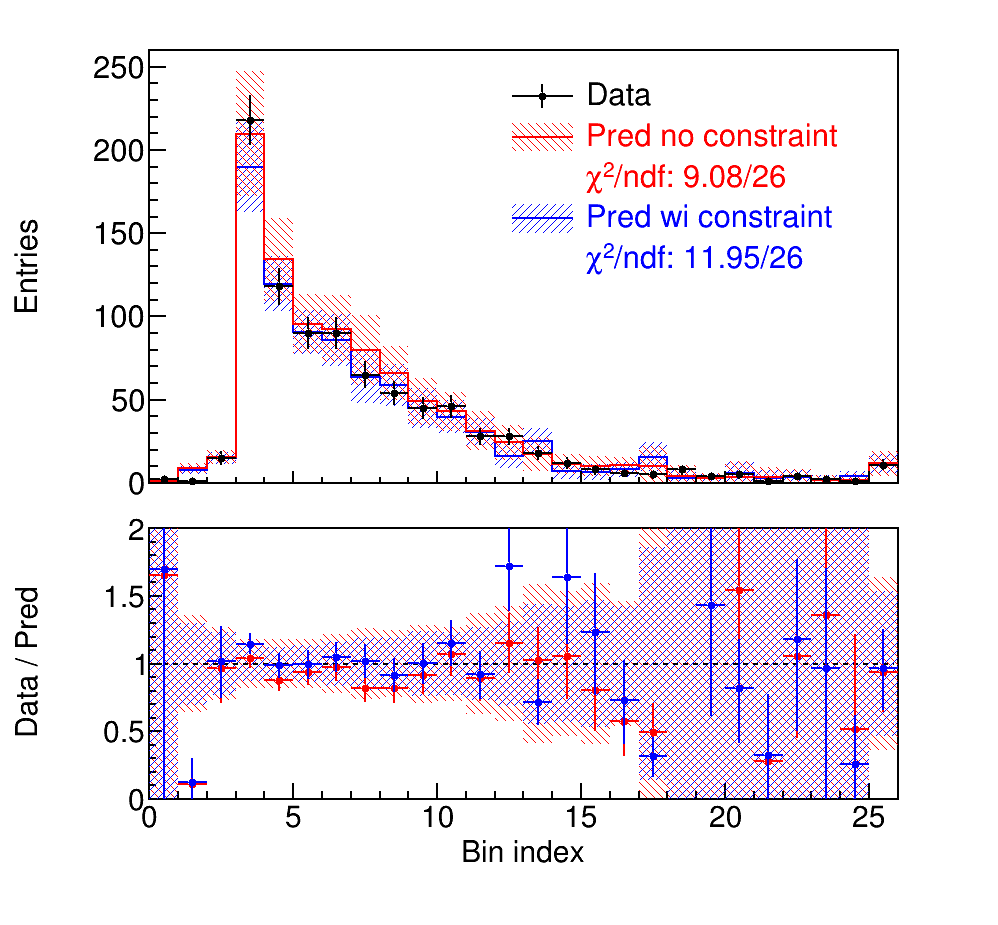 250
200
150
100
50
0
Entries
Data
Pred no constraint
χ²/ndf: 9.08/26
Pred wi constraint
χ²/ndf: 11.95/26
2
1.5
1
0.5
0
Data / Pred
0 5 10 15 20 25
Bin index